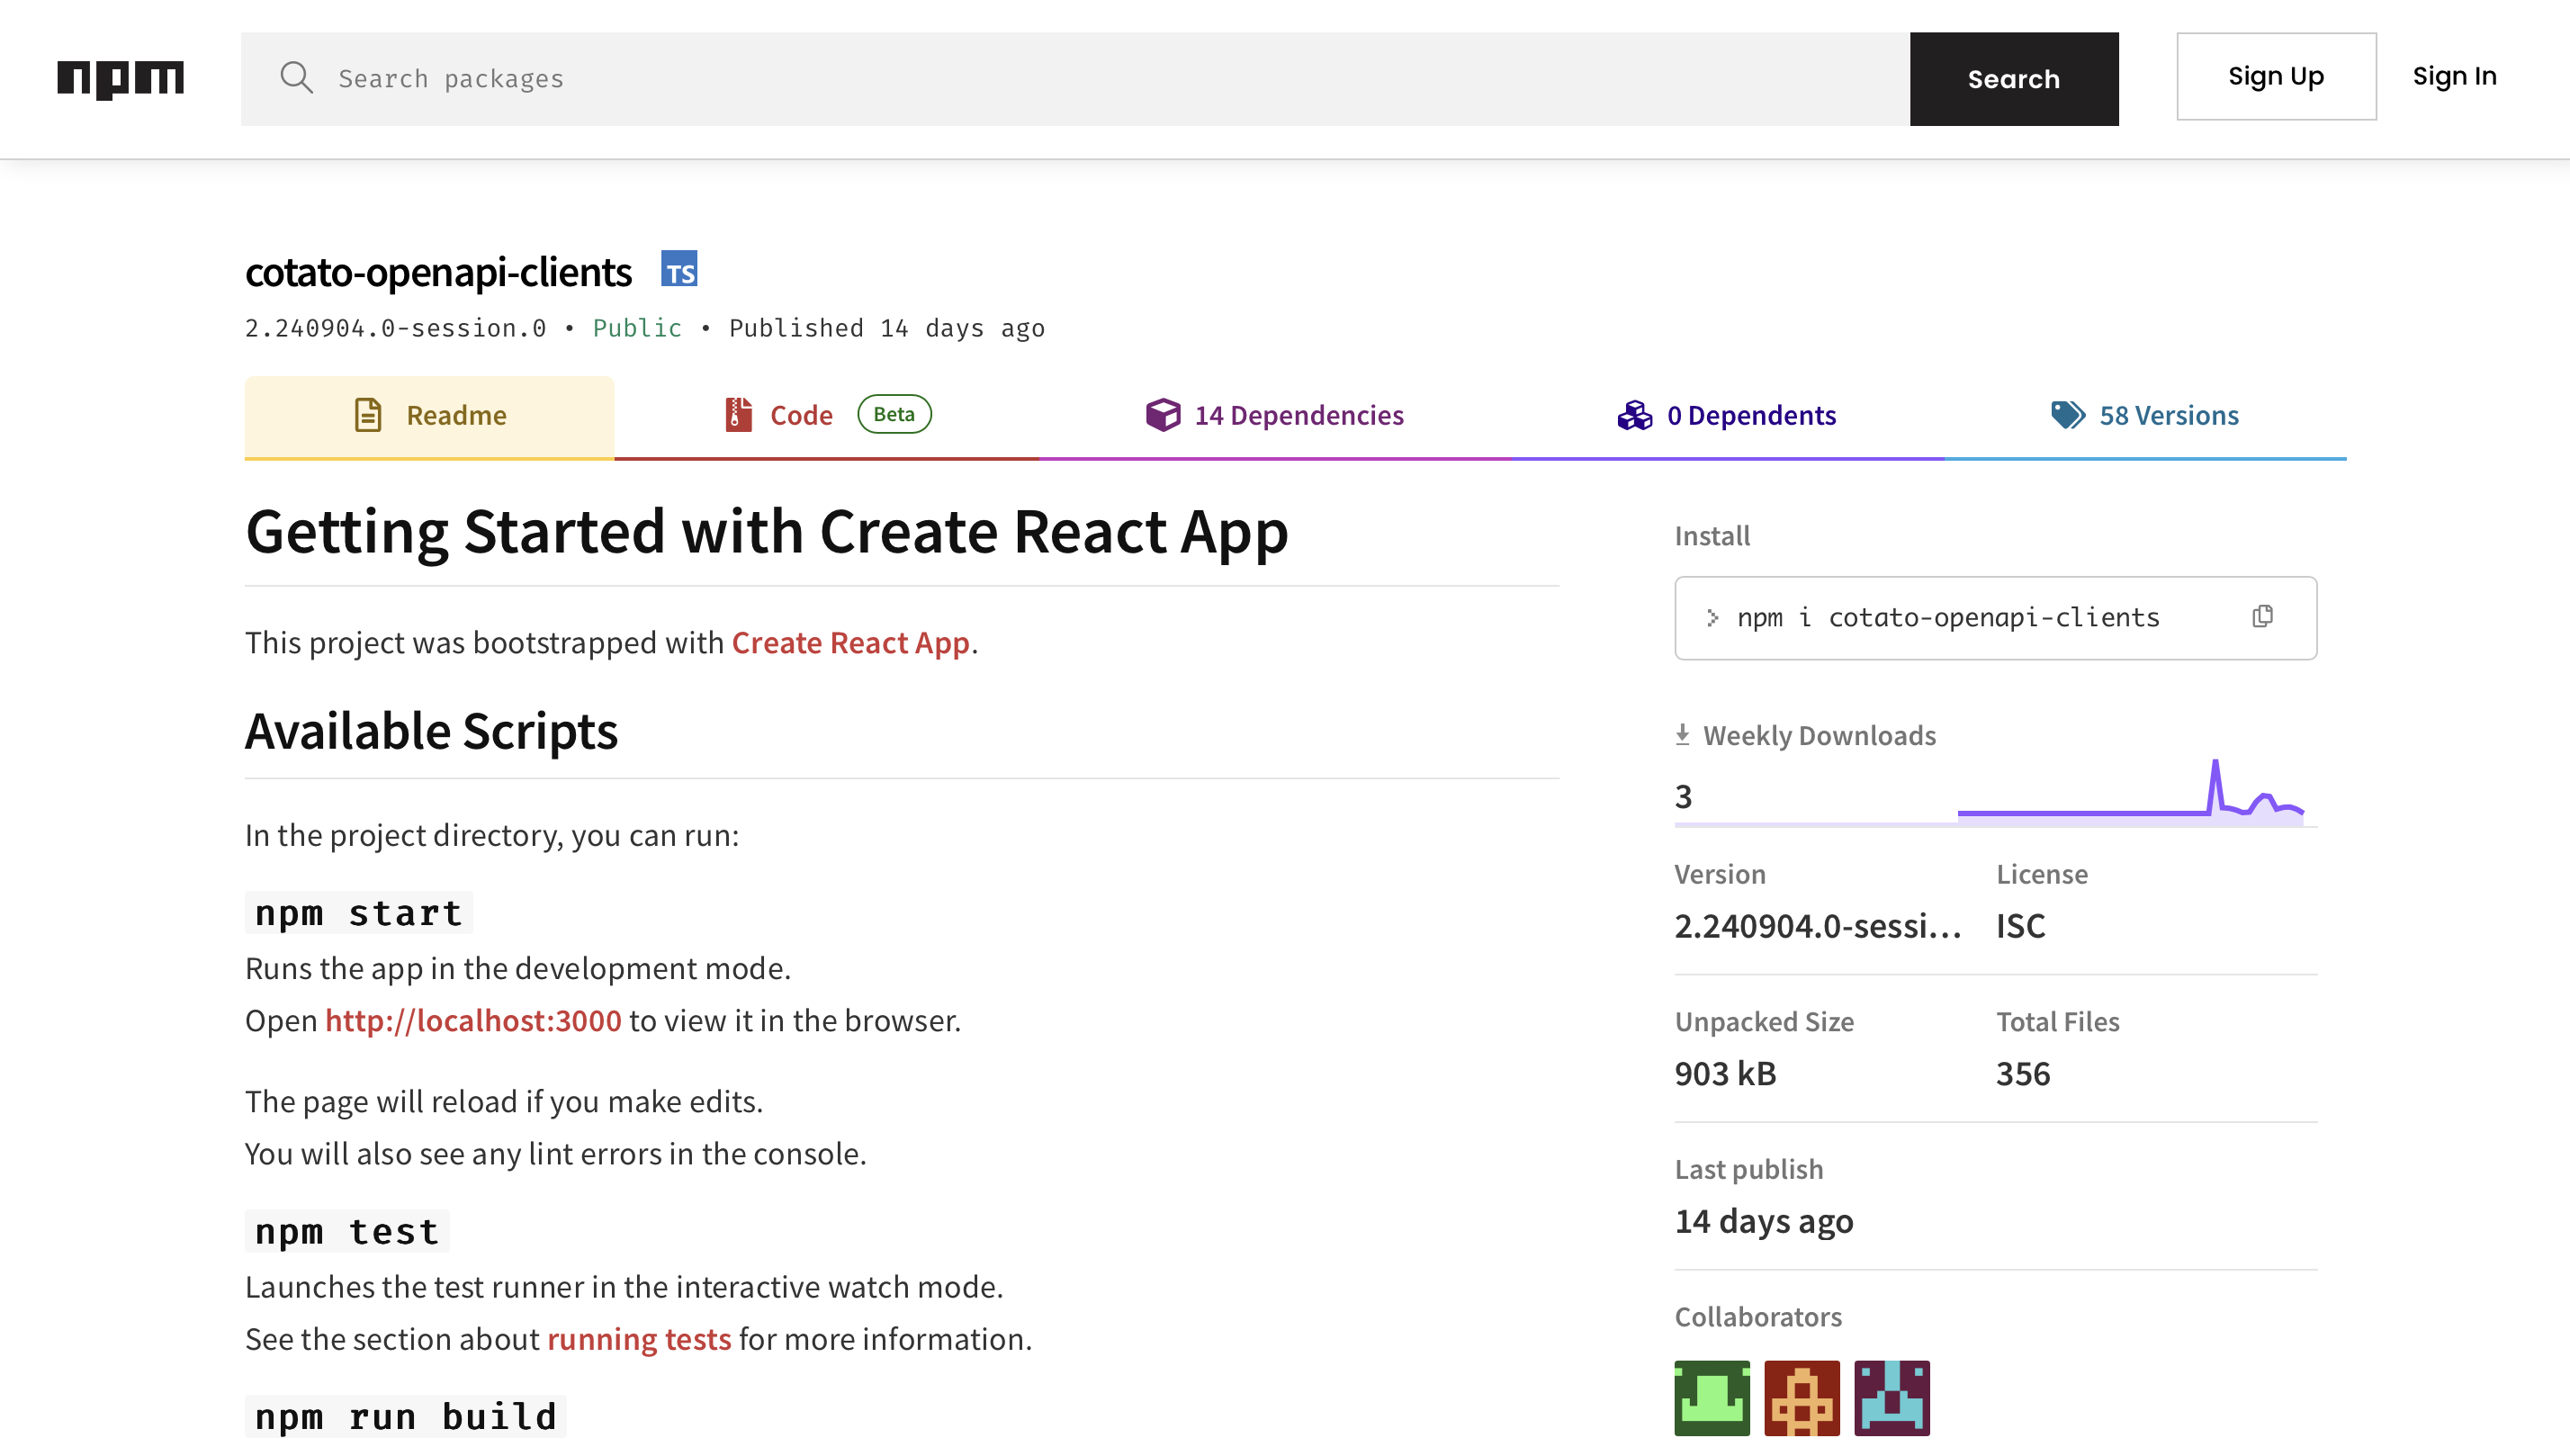 npm
Search packages
Search
Sign Up
Sign In
cotato-openapi-clients
TS
2.240904.0-session.0 • Public • Published 14 days ago
Readme
Code Beta
14 Dependencies
0 Dependents
58 Versions
Getting Started with Create React App
This project was bootstrapped with Create React App.
Available Scripts
In the project directory, you can run:
npm start
Runs the app in the development mode.
Open http://localhost:3000 to view it in the browser.
The page will reload if you make edits.
You will also see any lint errors in the console.
npm test
Launches the test runner in the interactive watch mode.
See the section about running tests for more information.
npm run build
Install
npm i cotato-openapi-clients
Weekly Downloads
3
Version
2.240904.0-sessi…
License
ISC
Unpacked Size
903 kB
Total Files
356
Last publish
14 days ago
Collaborators